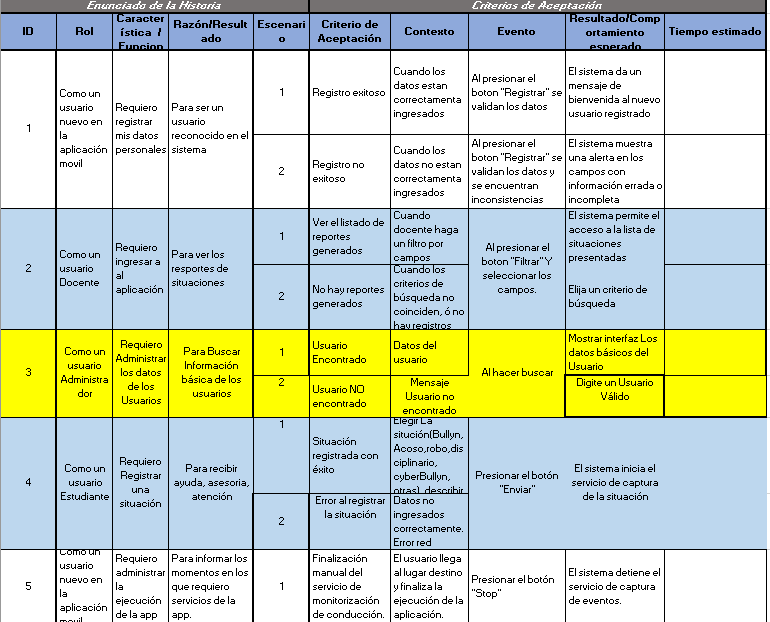 Enunciado de la Historia
Criterios de Aceptación
ID
Rol
Caracter
ística /
Funcion
Razón/Result
ado
Escenari
o
Criterio de
Aceptación
Contexto
Evento
Resultado/Comp
ortamiento
esperado
Tiempo estimado
1
Como un
usuario
nuevo en
la
aplicación
movil
Requiero
registrar
mis datos
personales
Para ser un
usuario
reconocido en el
sistema
1
Registro exitoso
Cuando los
datos estan
correctamenta
ingresados
Al presionar el
boton "Registrar" se
validan los datos
El sistema da un
mensaje de
bienvenida al nuevo
usuario registrado
2
Registro no
exitoso
Cuando los
datos no estan
correctamenta
ingresados
Al presionar el
boton "Registrar" se
validan los datos y
se encuentran
inconsistencias
El sistema muestra
una alerta en los
campos con
información errada o
incompleta
2
Como un
usuario
Docente
Requiero
ingresar a
al
aplicación
Para ver los
resportes de
situaciones
1
Ver el listado de
reportes
generados
Cuando
docente haga
un filtro por
campos
Al presionar el
boton "Filtrar" Y
seleccionar los
campos.
El sistema permite el
acceso a la lista de
situaciones
presentadas
2
No hay reportes
generados
Cuando los
criterios de
búsqueda no
coinciden, ó no
hay registros
Elija un criterio de
búsqueda
3
Como un
usuario
Administra
dor
Requiero
Administrar
los datos
de los
Usuarios
Para Buscar
Información
básica de los
usuarios
1
Usuario
Encontrado
Datos del
usuario
Al hacer buscar
Mostrar interfaz Los
datos básicos del
Usuario
2
Usuario NO
encontrado
Mensaje
Usuario no
encontrado
Digite un Usuario
Válido
4
Como un
usuario
Estudiante
Requiero
Registrar
una
situación
Para recibir
ayuda, asesoria,
atención
1
Situación
registrada con
éxito
Elegir La
situción(Bullyn,
Acoso,robo,dis
ciplinario,
cyberBullyn,
otras), describir
Presionar el botón
"Enviar"
El sistema inicia el
servicio de captura
de la situación
2
Error al registrar
la situación
Datos no
ingresados
correctamente.
Error red
5
Como un
usuario
nuevo en
la
aplicación
movil
Requiero
administrar
la
ejecución
de la app
Para informar los
momentos en los
que requiero
servicios de la
app.
1
Finalización
manual del
servicio de
monitorización
de conducción.
El usuario llega
al lugar destino
y finaliza la
ejecución de la
aplicación.
Presionar el botón
"Stop"
El sistema detiene el
servicio de captura
de eventos.